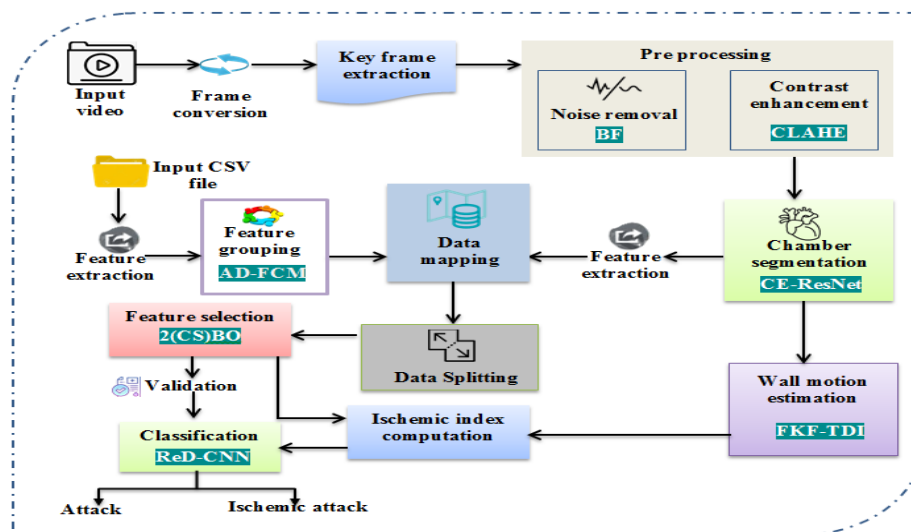 Input
video
Frame
conversion
Key frame
extraction
Pre processing
Noise removal
BF
Contrast
enhancement
CLAHE
Input CSV
file
Feature
extraction
Feature
grouping
AD-FCM
Data
mapping
Feature
extraction
Chamber
segmentation
CE-ResNet
Feature selection
2(CS)BO
Data Splitting
Validation
Wall motion
estimation
FKF-TDI
Ischemic index
computation
Classification
ReD-CNN
Attack
Ischemic attack